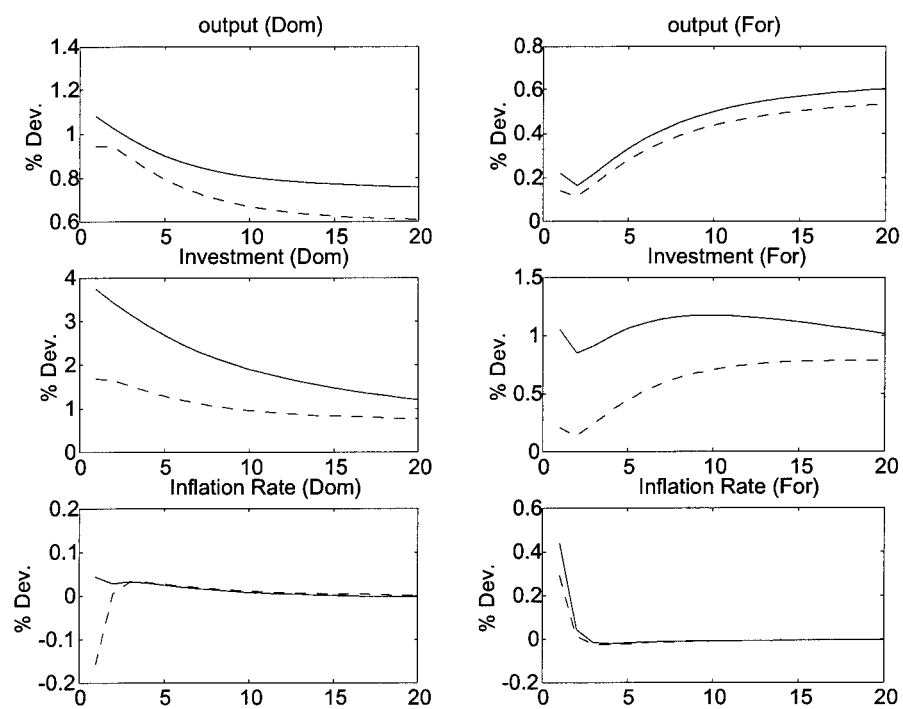 output (Dom)
1.4
1.2
1
0.8
0.6
% Dev.
0 5 10 15 20
output (For)
0.8
0.6
0.4
0.2
0
% Dev.
0 5 10 15 20
Investment (Dom)
4
3
2
1
0
% Dev.
0 5 10 15 20
Investment (For)
1.5
1
0.5
0
% Dev.
0 5 10 15 20
Inflation Rate (Dom)
0.2
0.1
0
-0.1
-0.2
% Dev.
0 5 10 15 20
Inflation Rate (For)
0.6
0.4
0.2
0
-0.2
% Dev.
0 5 10 15 20